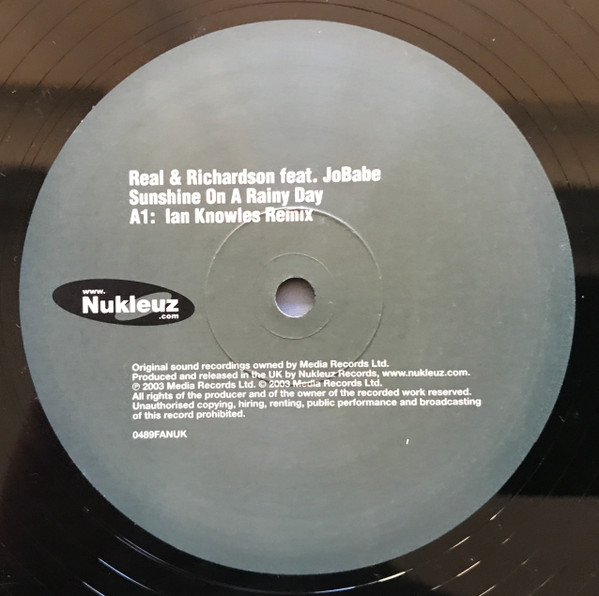 Real & Richardson feat. JoBabe
Sunshine On A Rainy Day
A1: Ian Knowles Remix
www.
Nukleuz
.com
Original sound recordings owned by Media Records Ltd.
Produced and released in the UK by Nukleuz Records, www.nukleuz.com.
℗ 2003 Media Records Ltd. © 2003 Media Records Ltd.
All rights of the producer and of the owner of the recorded work reserved.
Unauthorised copying, hiring, renting, public performance and broadcasting
of this record prohibited.
0489FANUK